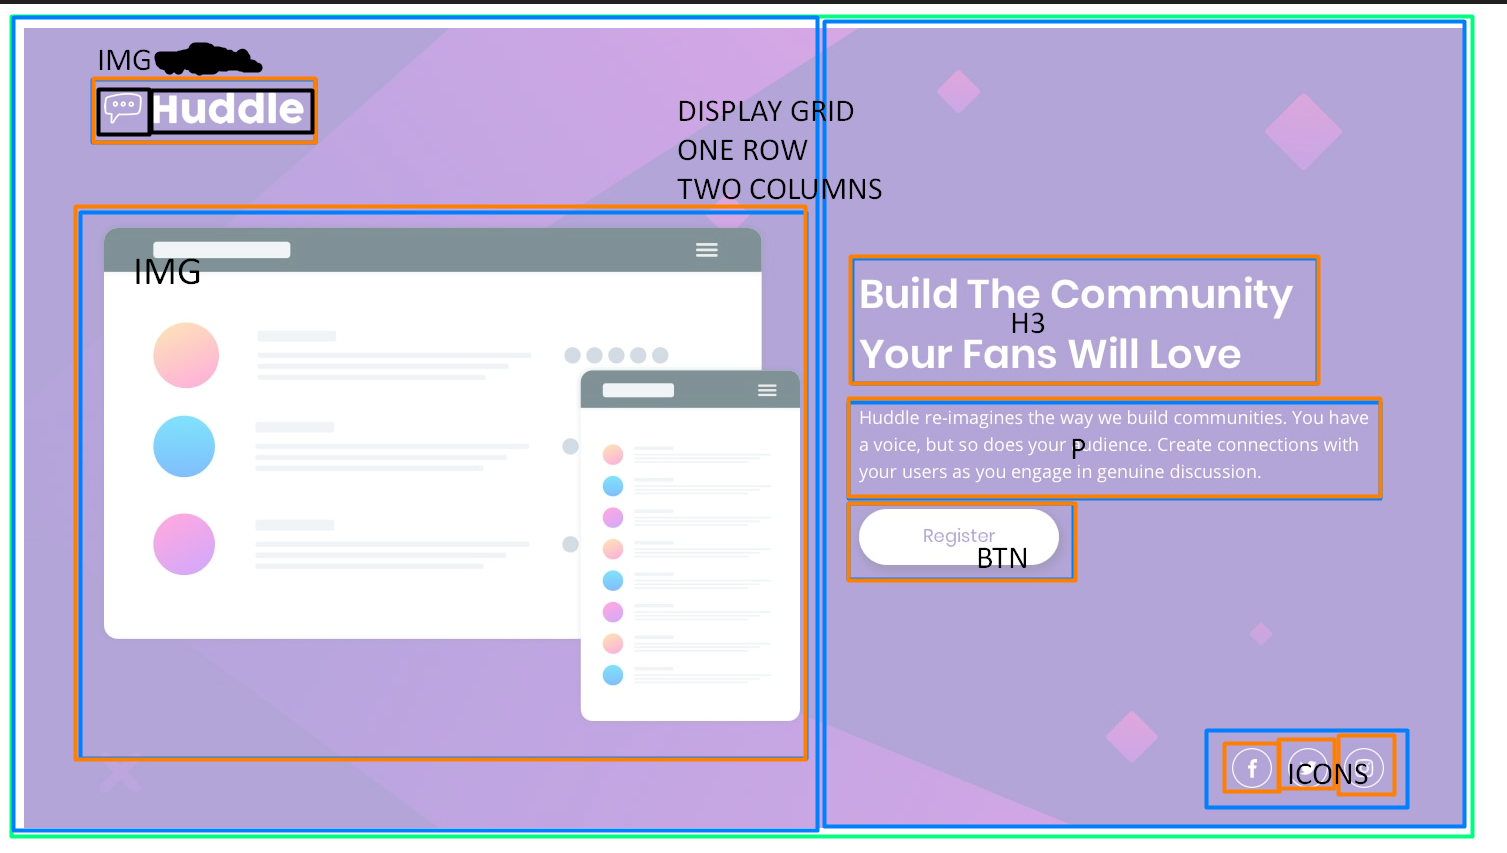 IMG
Huddle
DISPLAY GRID
ONE ROW
TWO COLUMNS
IMG
Build The Community
H3
Your Fans Will Love
Huddle re-imagines the way we build communities. You have
a voice, but so does your audience. Create connections with
P
your users as you engage in genuine discussion.
Register
BTN
ICONS